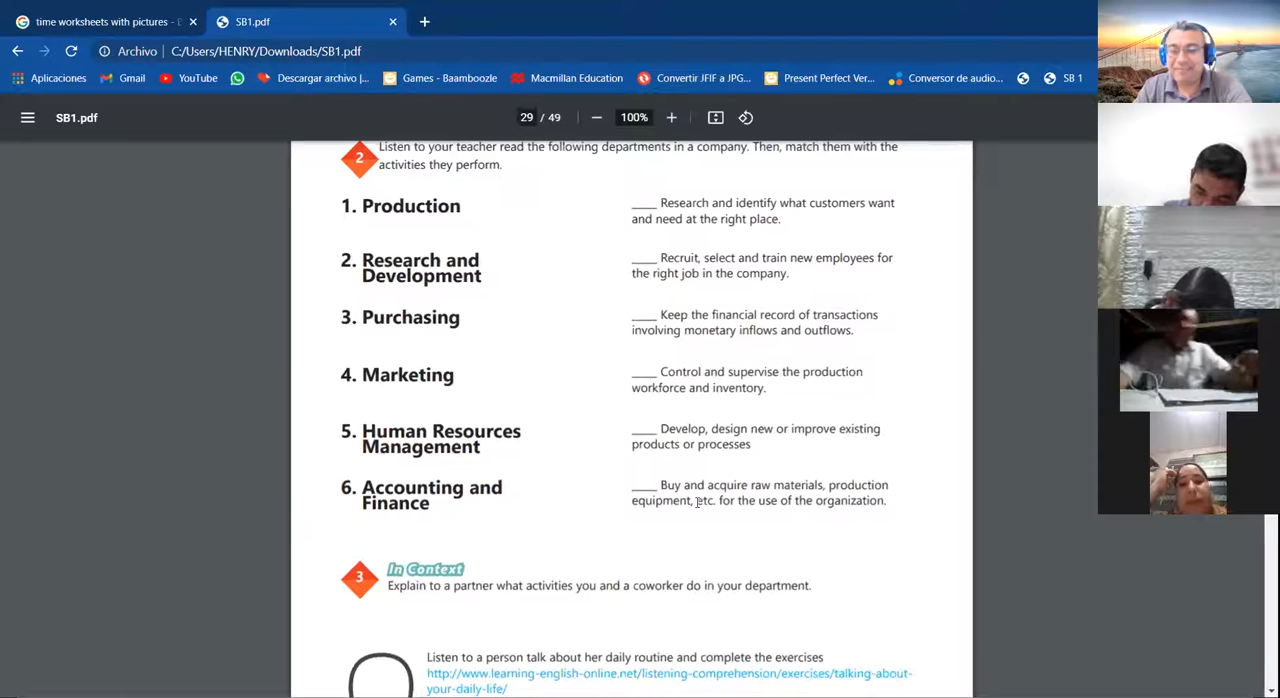 time worksheets with pictures - E
SB1.pdf
Archivo
C:/Users/HENRY/Downloads/SB1.pdf
Aplicaciones
Gmail
YouTube
Descargar archivo |...
Games - Baamboozle
Macmillan Education
Convertir JFIF a JPG...
Present Perfect Ver...
Conversor de audio...
SB 1
SB1.pdf
29 / 49
100%
2
Listen to your teacher read the following departments in a company. Then, match them with the
activities they perform.
1. Production
____ Research and identify what customers want
and need at the right place.
2. Research and
Development
____ Recruit, select and train new employees for
the right job in the company.
3. Purchasing
____ Keep the financial record of transactions
involving monetary inflows and outflows.
4. Marketing
____ Control and supervise the production
workforce and inventory.
5. Human Resources
Management
____ Develop, design new or improve existing
products or processes
6. Accounting and
Finance
____ Buy and acquire raw materials, production
equipment, etc. for the use of the organization.
3
In Context
Explain to a partner what activities you and a coworker do in your department.
Listen to a person talk about her daily routine and complete the exercises
http://www.learning-english-online.net/listening-comprehension/exercises/talking-about-
your-daily-life/